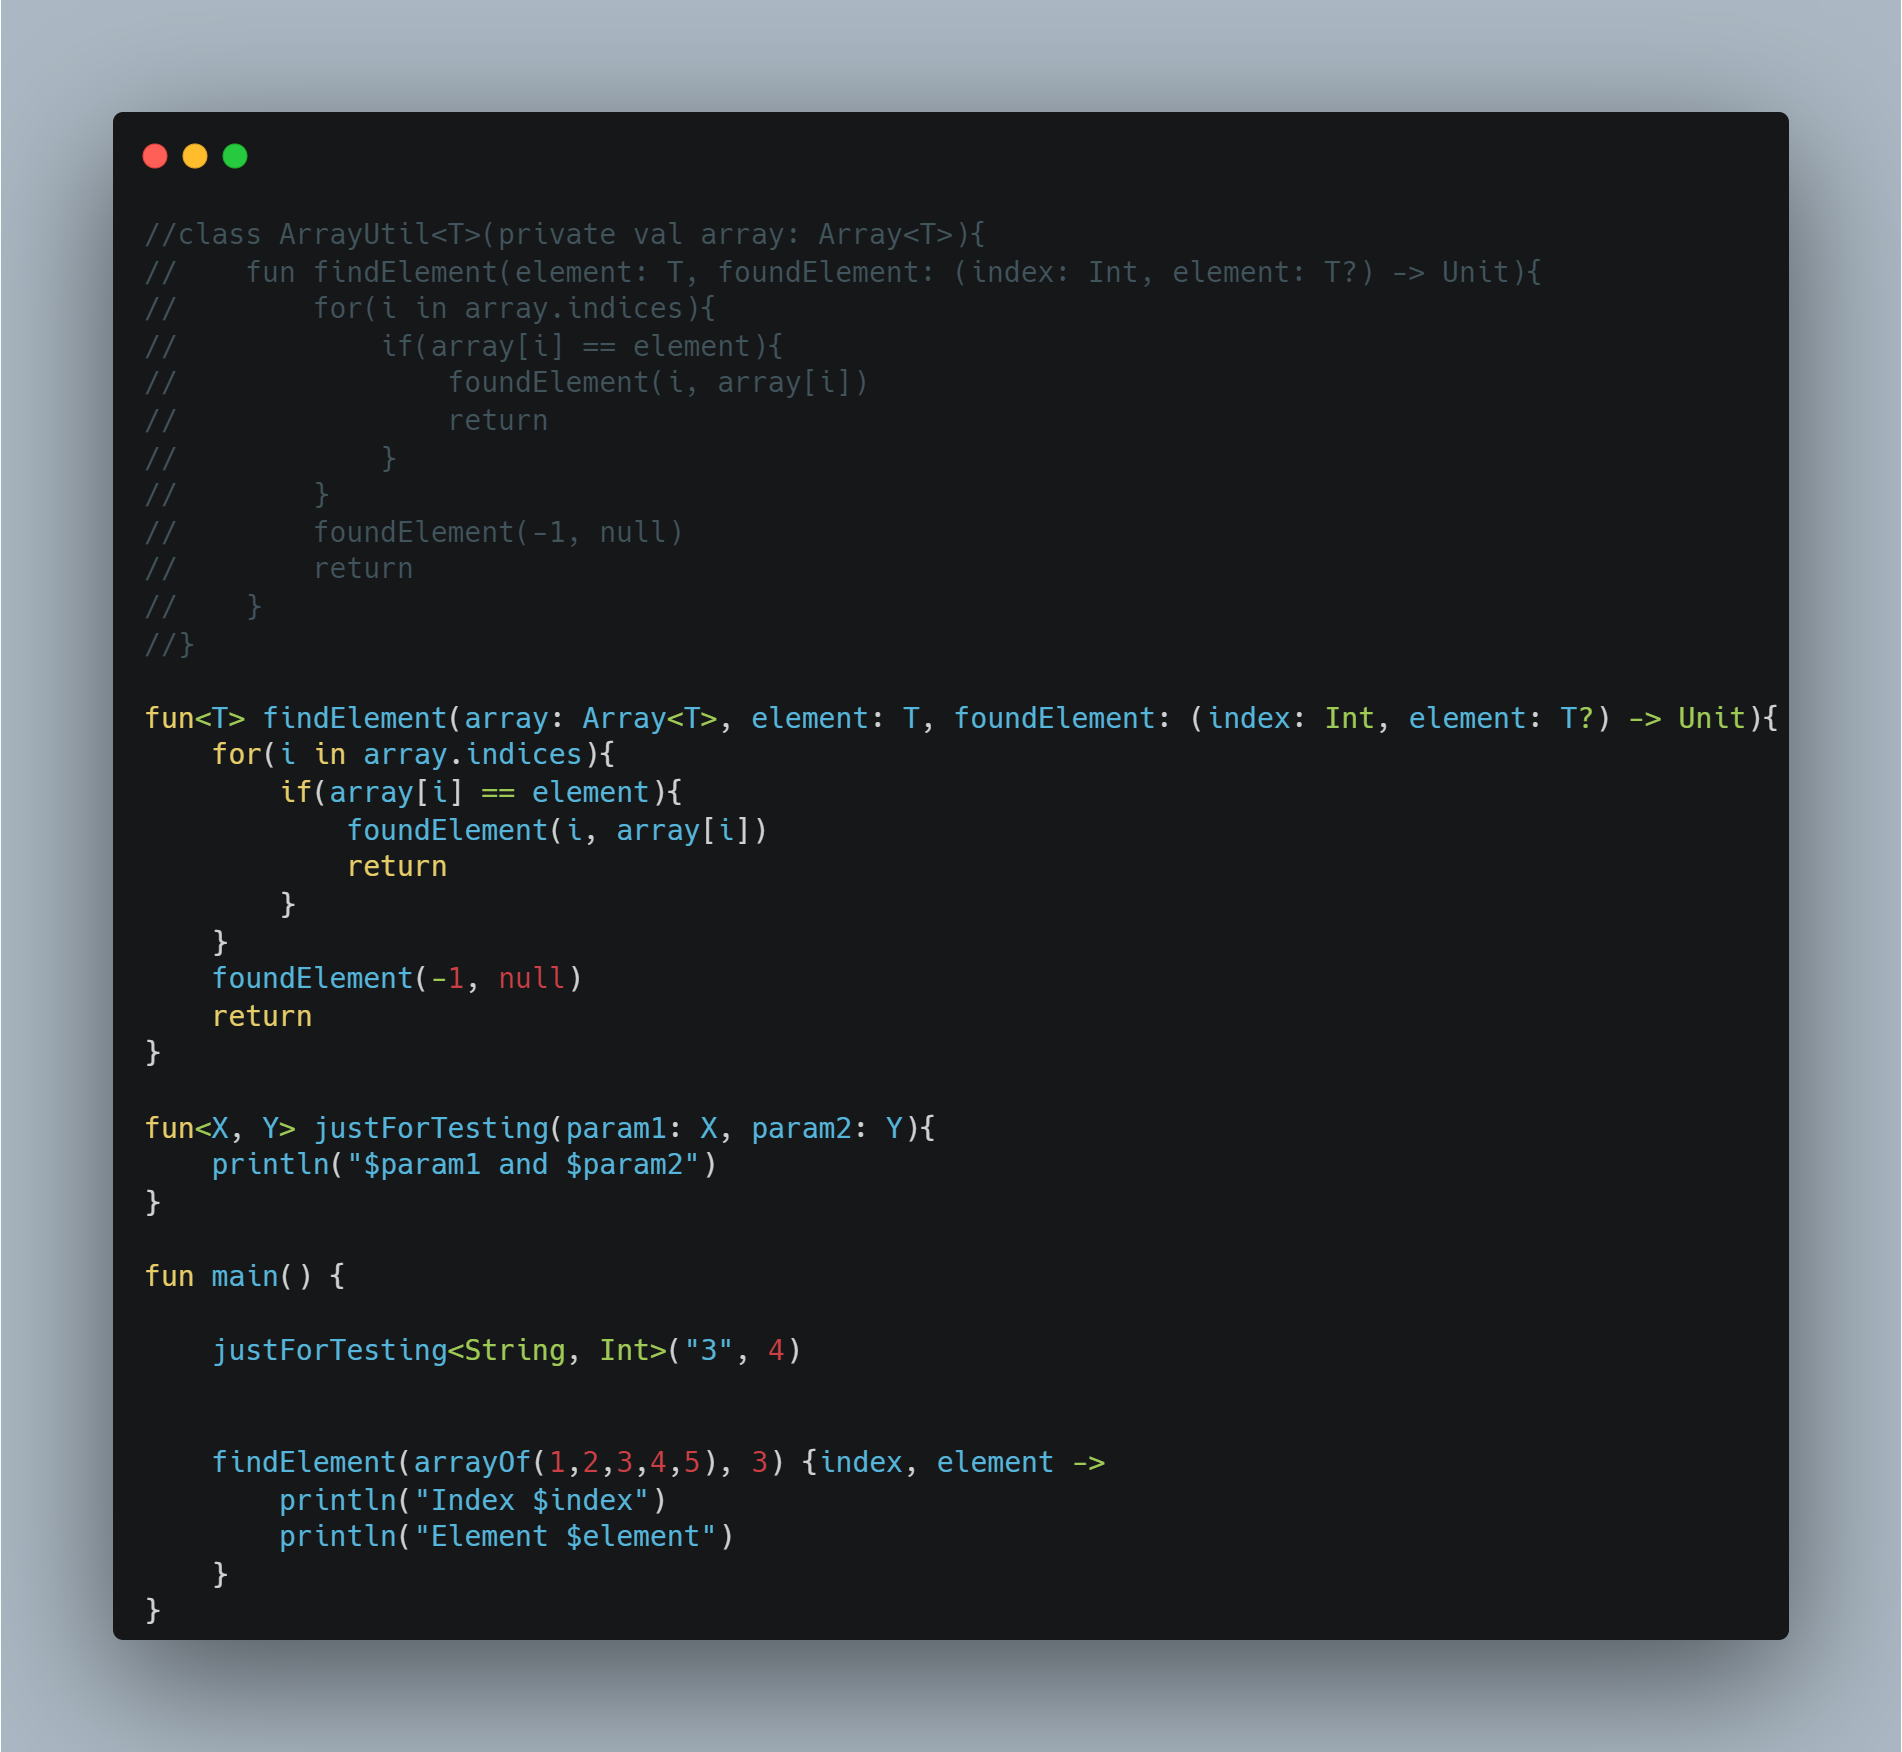 //class ArrayUtil<T>(private val array: Array<T>){
//    fun findElement(element: T, foundElement: (index: Int, element: T?) -> Unit){
//        for(i in array.indices){
//            if(array[i] == element){
//                foundElement(i, array[i])
//                return
//            }
//        }
//        foundElement(-1, null)
//        return
//    }
//}

fun<T> findElement(array: Array<T>, element: T, foundElement: (index: Int, element: T?) -> Unit){
    for(i in array.indices){
        if(array[i] == element){
            foundElement(i, array[i])
            return
        }
    }
    foundElement(-1, null)
    return
}

fun<X, Y> justForTesting(param1: X, param2: Y){
    println("$param1 and $param2")
}

fun main() {

    justForTesting<String, Int>("3", 4)


    findElement(arrayOf(1,2,3,4,5), 3) {index, element ->
        println("Index $index")
        println("Element $element")
    }
}